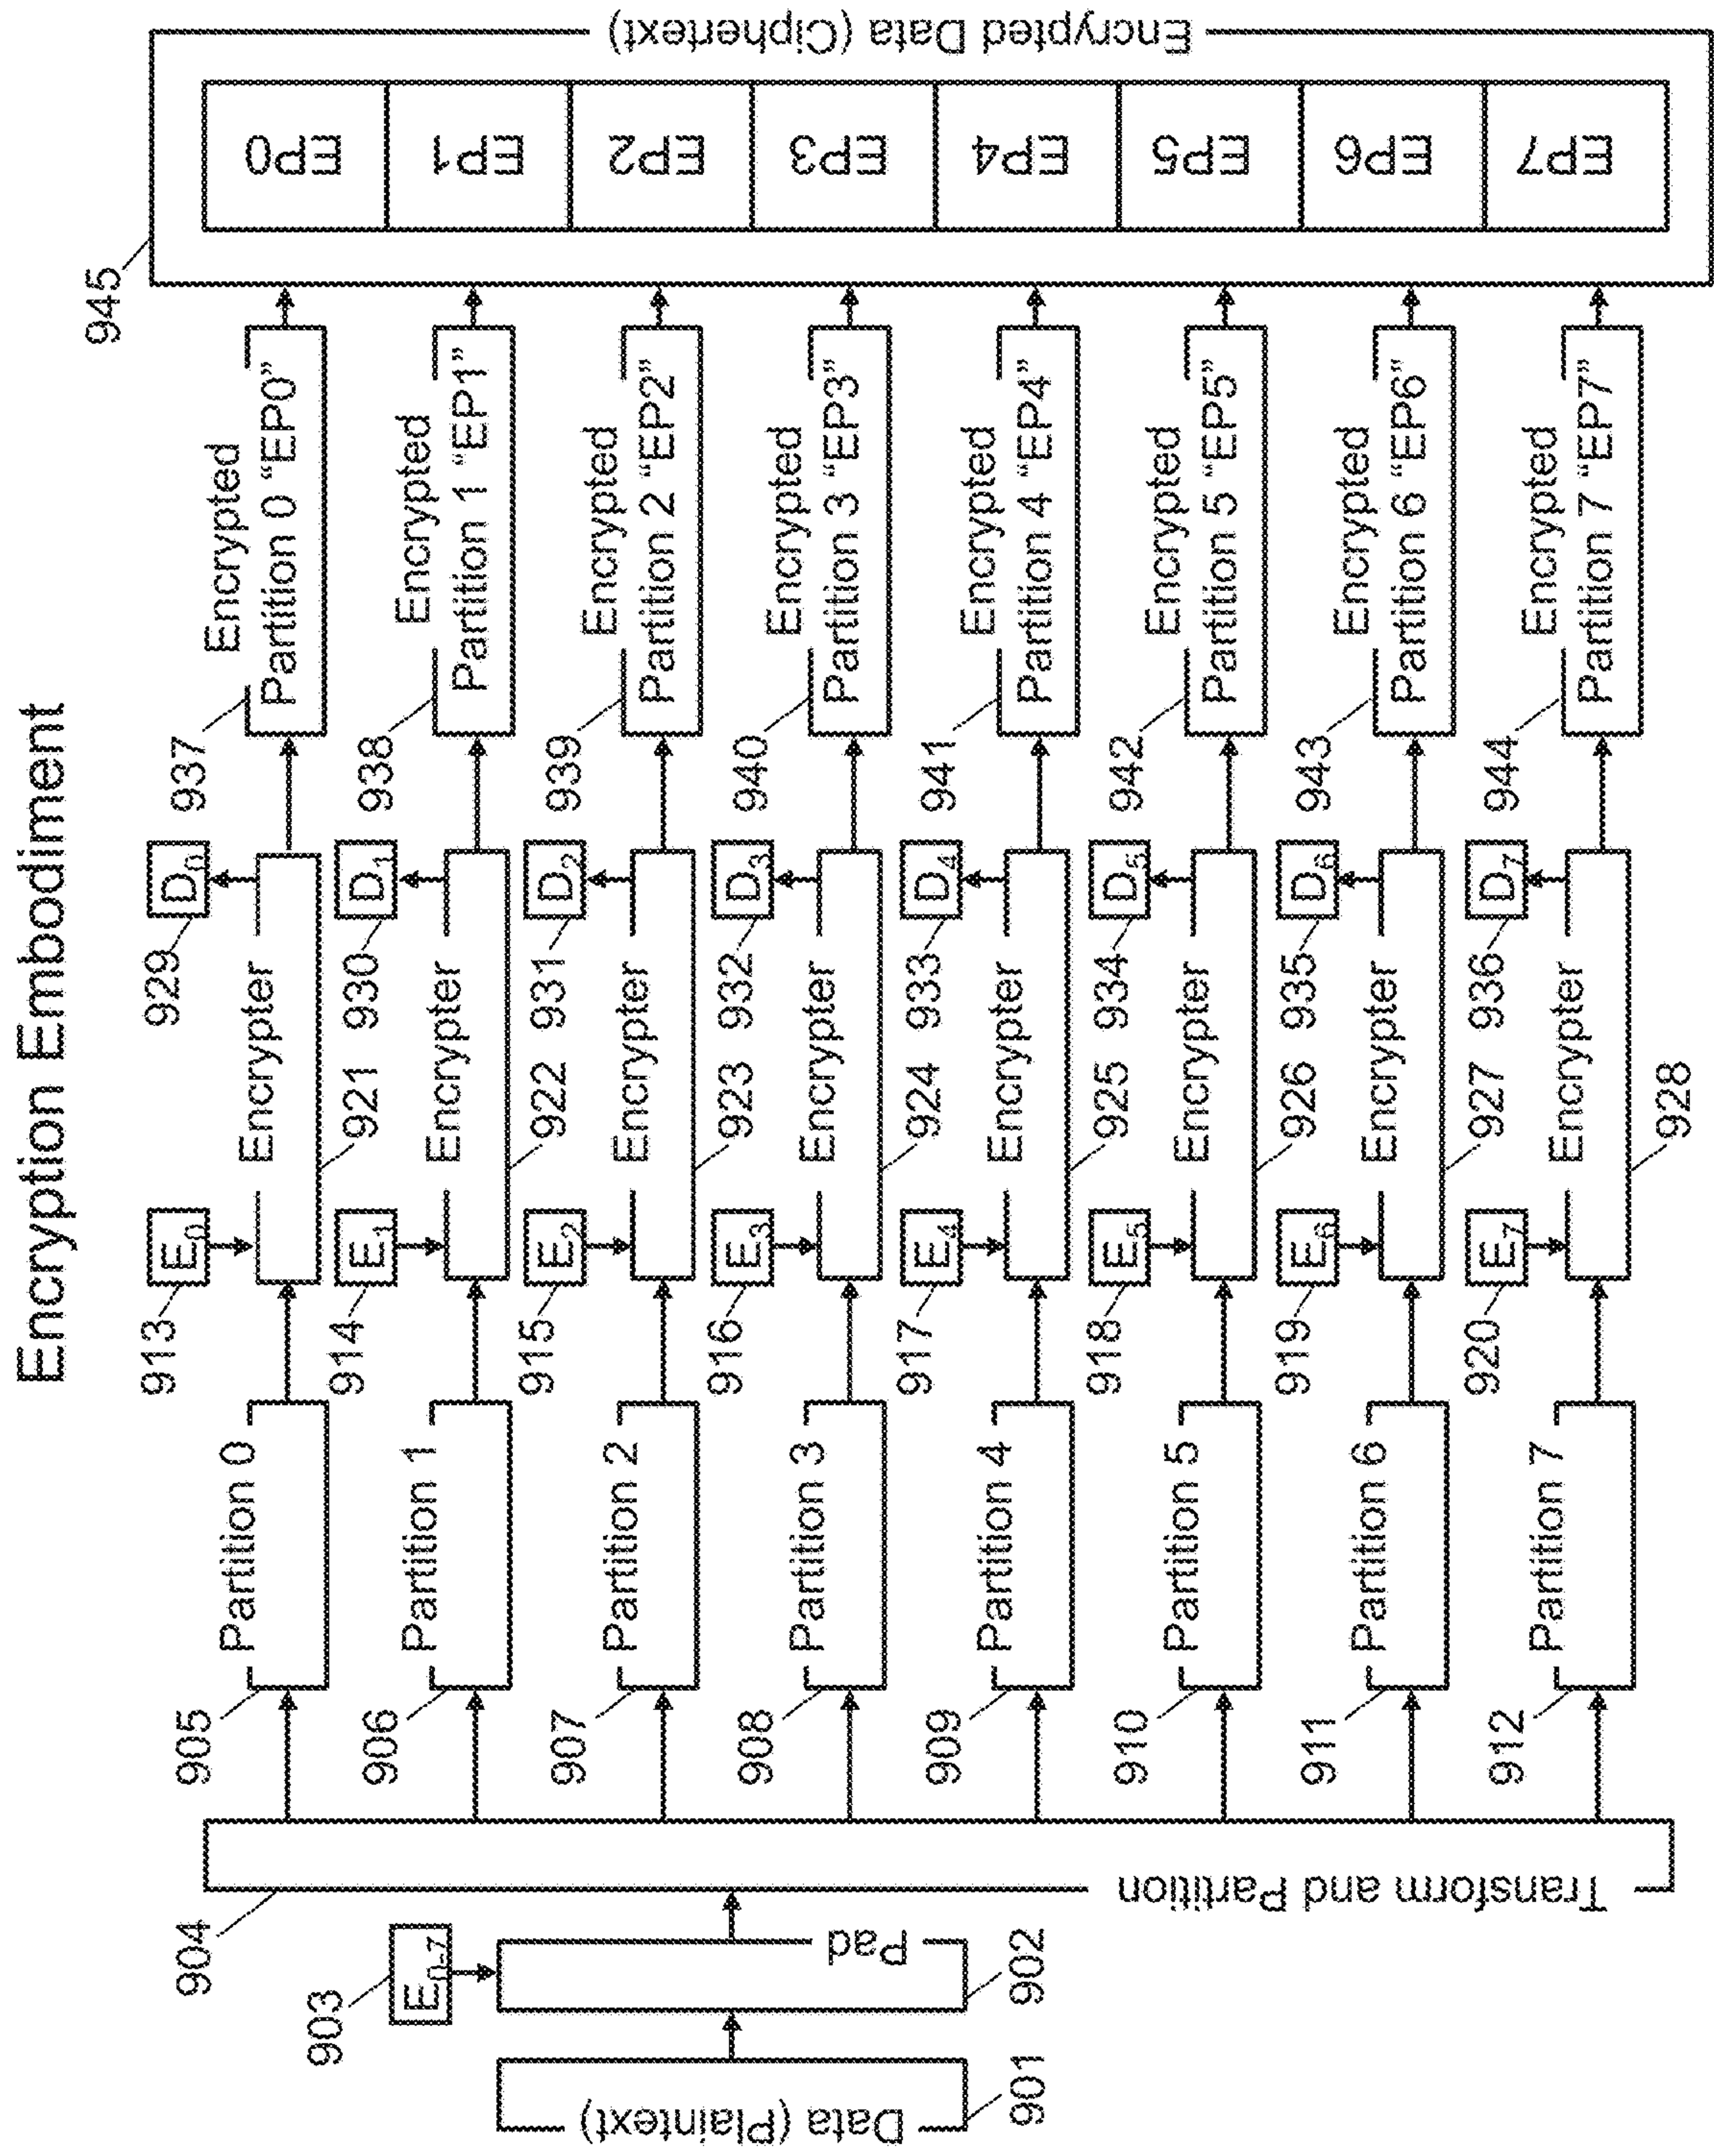 Encryption Embodiment
Data (Plaintext)
901
Pad
902
903
E0-7
904
Transform and Partition
905
Partition 0
913
E0
Encrypter
921
929
D0
937
Encrypted
Partition 0 “EP0”
906
Partition 1
914
E1
Encrypter
922
930
D1
938
Encrypted
Partition 1 “EP1”
907
Partition 2
915
E2
Encrypter
923
931
D2
939
Encrypted
Partition 2 “EP2”
908
Partition 3
916
E3
Encrypter
924
932
D3
940
Encrypted
Partition 3 “EP3”
909
Partition 4
917
E4
Encrypter
925
933
D4
941
Encrypted
Partition 4 “EP4”
910
Partition 5
918
E5
Encrypter
926
934
D5
942
Encrypted
Partition 5 “EP5”
911
Partition 6
919
E6
Encrypter
927
935
D6
943
Encrypted
Partition 6 “EP6”
912
Partition 7
920
E7
Encrypter
928
936
D7
944
Encrypted
Partition 7 “EP7”
945
EP0
EP1
EP2
EP3
EP4
EP5
EP6
EP7
Encrypted Data (Ciphertext)